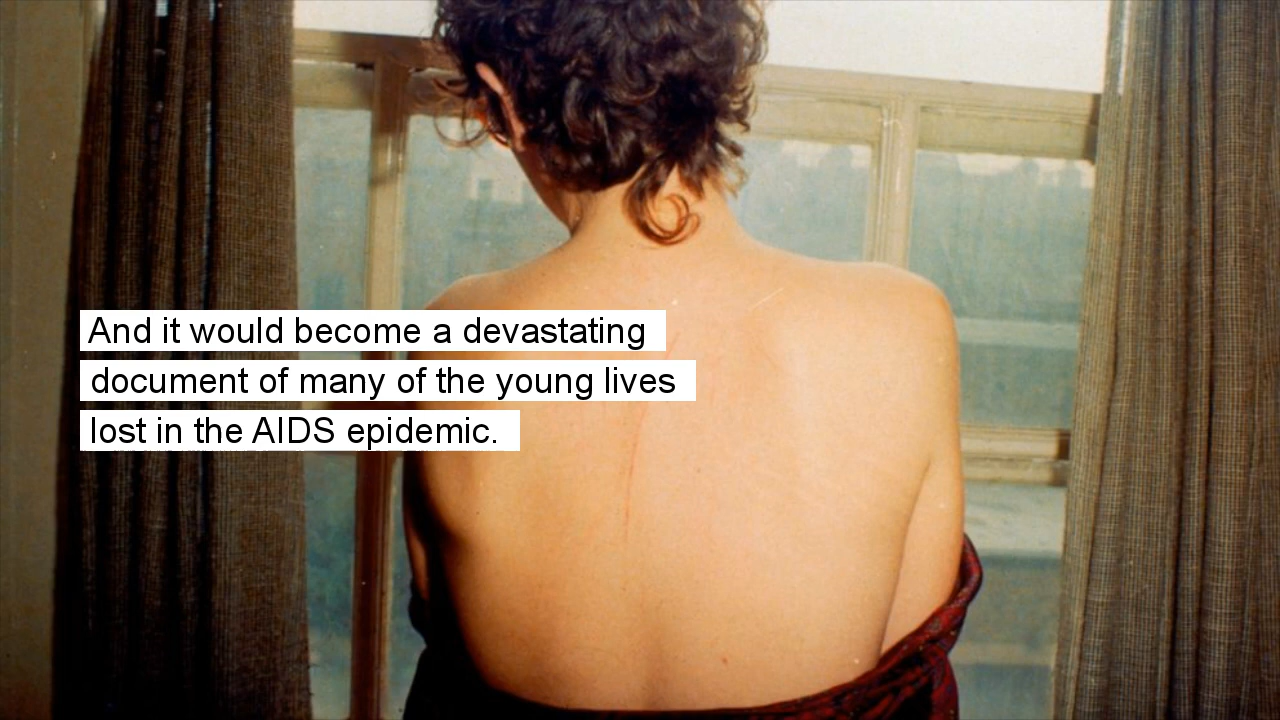 And it would become a devastating
document of many of the young lives
lost in the AIDS epidemic.